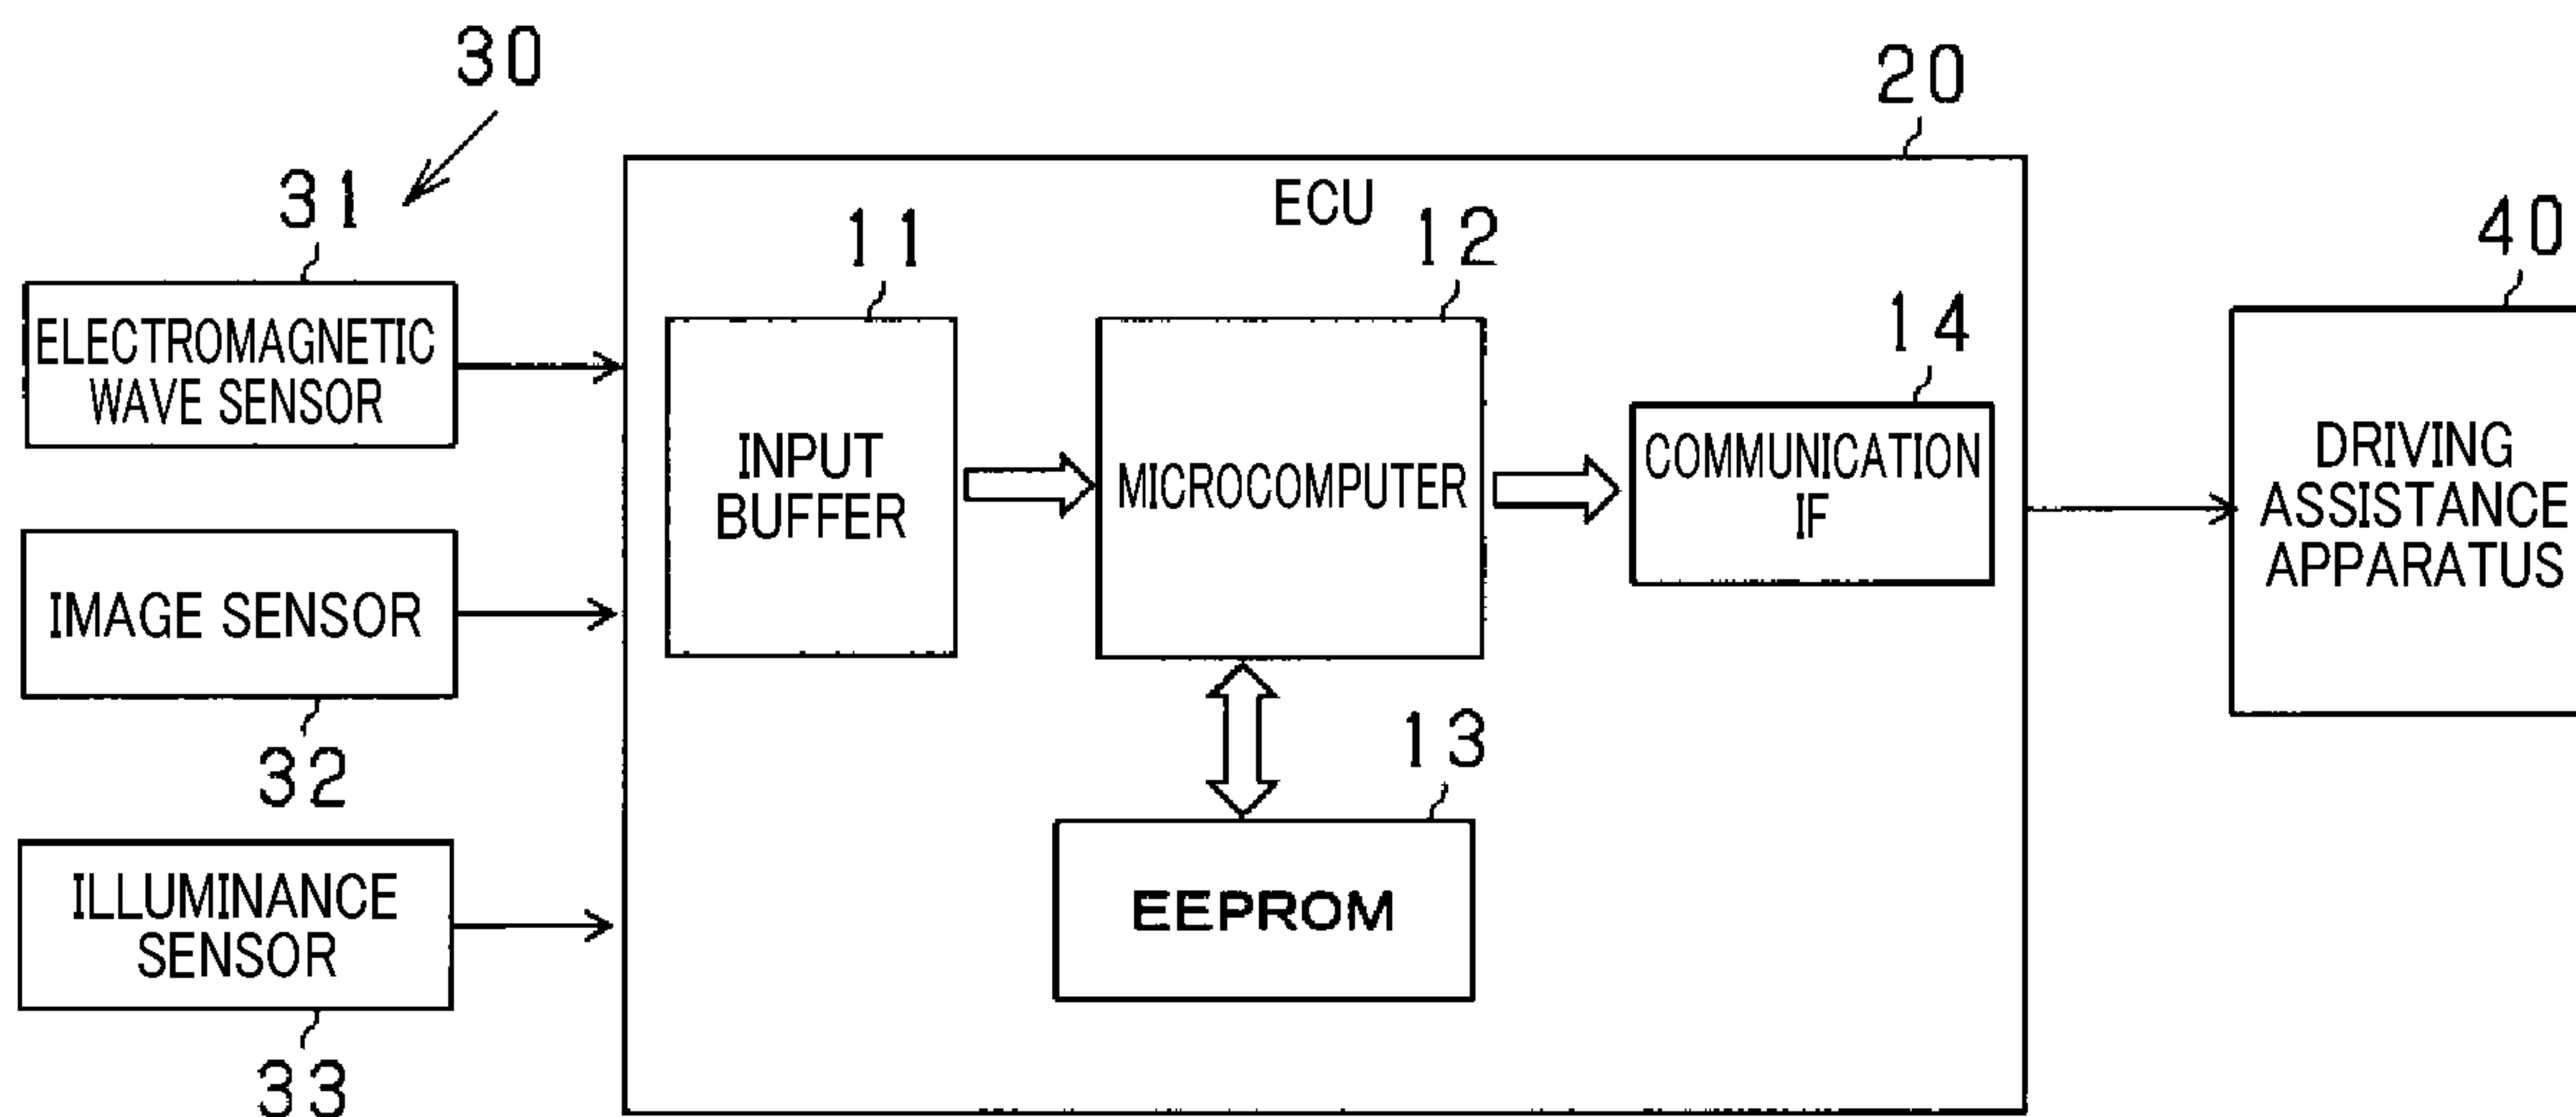 30
20
31
ECU
11
12
40
14
ELECTROMAGNETIC
WAVE SENSOR
INPUT
BUFFER
MICROCOMPUTER
COMMUNICATION
IF
DRIVING
ASSISTANCE
APPARATUS
IMAGE SENSOR
32
13
ILLUMINANCE
SENSOR
EEPROM
33